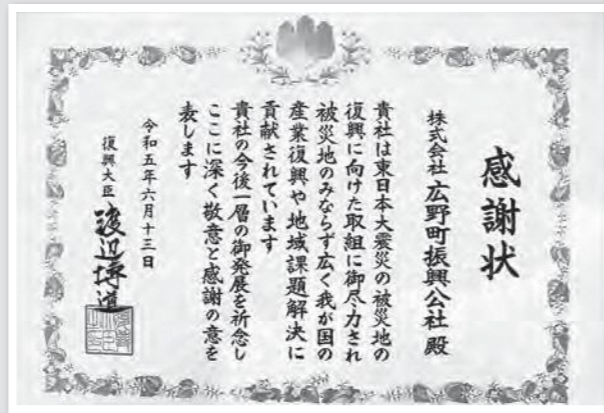 感謝状
株式会社 広野町振興公社 殿
貴社は東日本大震災の被災地の
復興に向けた取組に御尽力され
被災地のみならず広く我が国の
産業復興や地域課題解決に
貢献されています
貴社の今後一層の御発展を祈念し
ここに深く敬意と感謝の意を
表します
令和五年六月十三日
復興大臣 渡辺博道